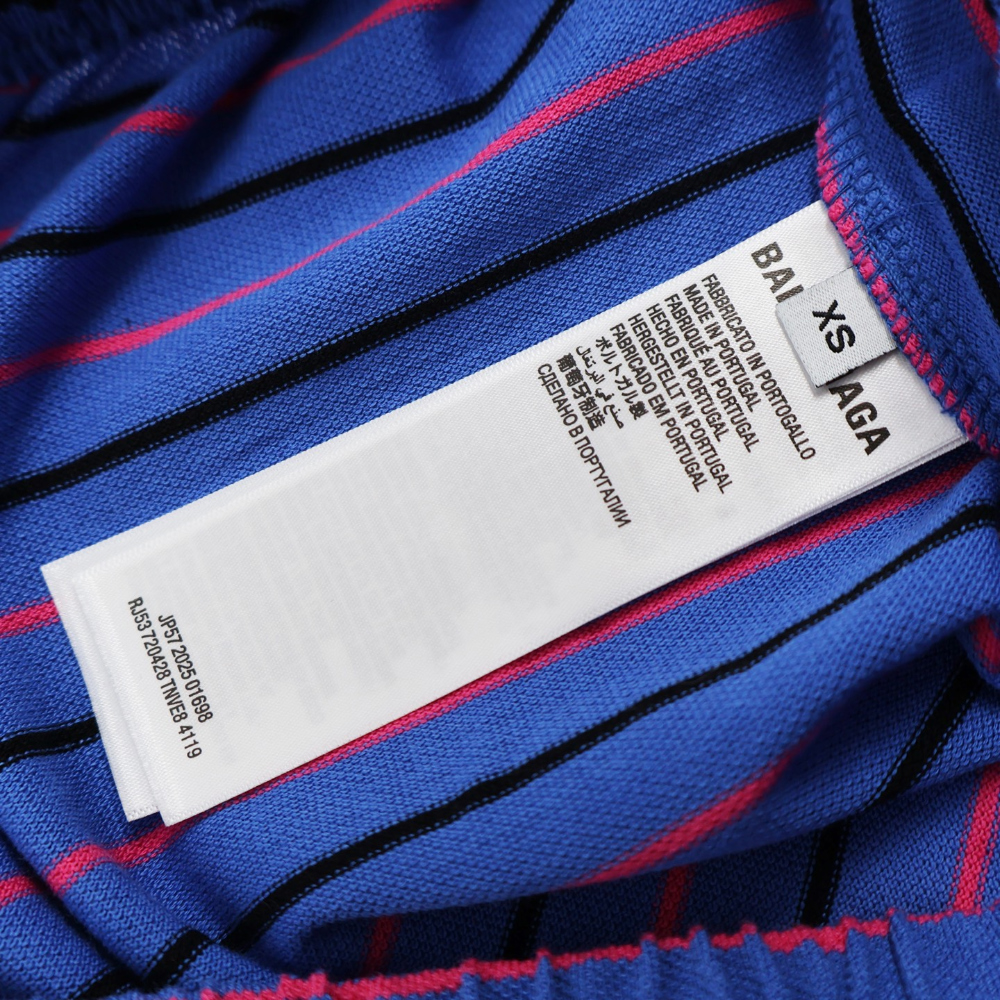 BAL AGA
XS
FABBRICATO IN PORTOGALLO
MADE IN PORTUGAL
FABRIQUÉ AU PORTUGAL
HECHO EN PORTUGAL
HERGESTELLT IN PORTUGAL
FABRICADO EM PORTUGAL
ポルトガル製
صنع في البرتغال
葡萄牙制造
СДЕЛАНО В ПОРТУГАЛИИ
JP57 2025 01698
RJ53 720428 TNVE8 4119